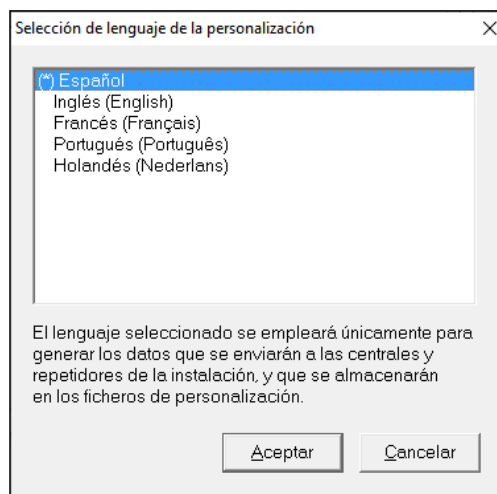 Selección de lenguaje de la personalización
(*) Español
Inglés (English)
Francés (Français)
Portugués (Português)
Holandés (Nederlans)
El lenguaje seleccionado se empleará únicamente para
generar los datos que se enviarán a las centrales y
repetidores de la instalación, y que se almacenarán
en los ficheros de personalización.
Aceptar
Cancelar